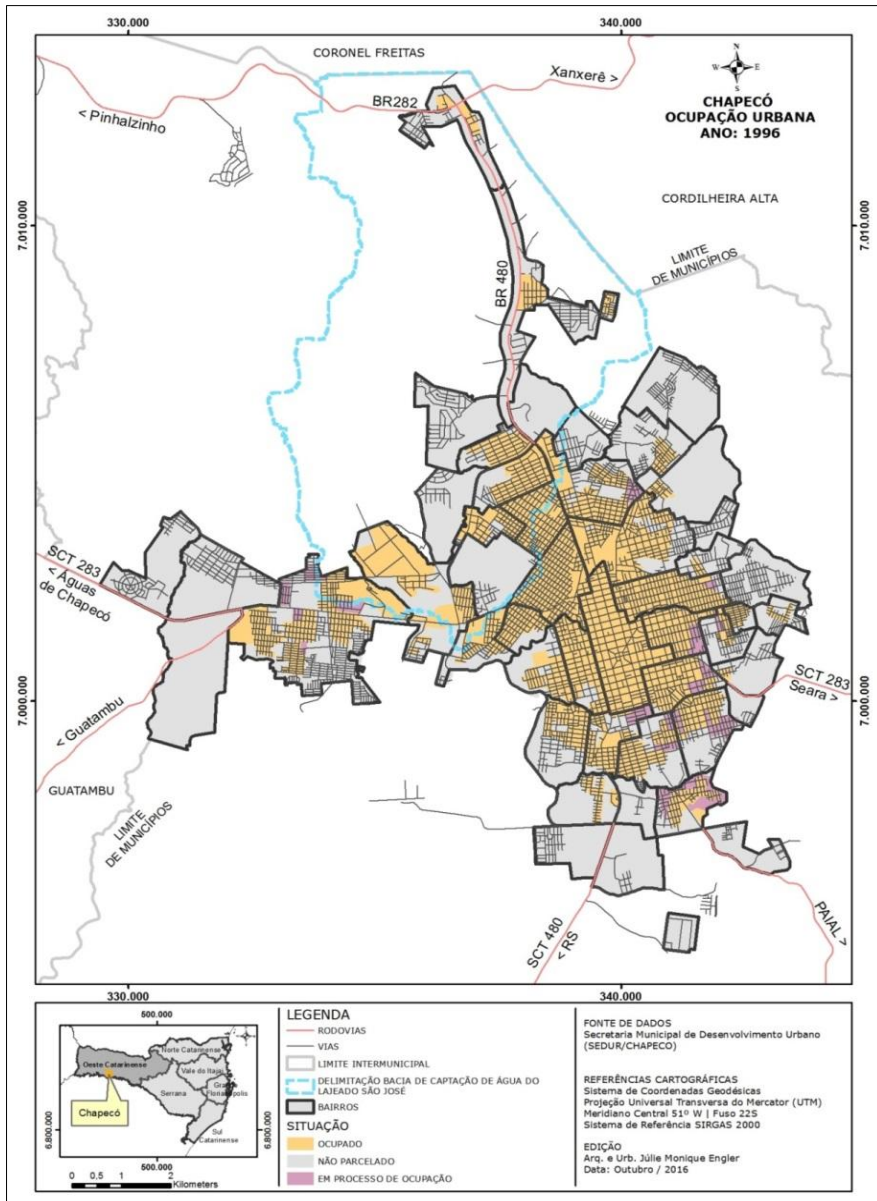 330.000
340.000
CORONEL FREITAS
Xanxerê >
N
W E
S
CHAPECÓ
OCUPAÇÃO URBANA
ANO: 1996
BR282
< Pinhalzinho
CORDILHEIRA ALTA
7.010.000
7.010.000
LIMITE
DE MUNICÍPIOS
BR 480
SCT 283
< Águas
de Chapecó
SCT 283
Seara >
7.000.000
7.000.000
< Guatambu
GUATAMBU
LIMITE
DE MUNICÍPIOS
SCT 480
< RS
PAIAL >
330.000
340.000
500.000
Norte Catarinense
Oeste Catarinense
Vale do Itajaí
Grande
Florianópolis
Serrana
Chapecó
Sul
Catarinense
6.800.000
6.800.000
500.000
0 0,5 1 2
Kilometers
LEGENDA
RODOVIAS
VIAS
LIMITE INTERMUNICIPAL
DELIMITAÇÃO BACIA DE CAPTAÇÃO DE ÁGUA DO
LAJEADO SÃO JOSÉ
BAIRROS
SITUAÇÃO
OCUPADO
NÃO PARCELADO
EM PROCESSO DE OCUPAÇÃO
FONTE DE DADOS
Secretaria Municipal de Desenvolvimento Urbano
(SEDUR/CHAPECO)
REFERÊNCIAS CARTOGRÁFICAS
Sistema de Coordenadas Geodésicas
Projeção Universal Transversa do Mercator (UTM)
Meridiano Central 51º W | Fuso 22S
Sistema de Referência SIRGAS 2000
EDIÇÃO
Arq. e Urb. Júlie Monique Engler
Data: Outubro / 2016